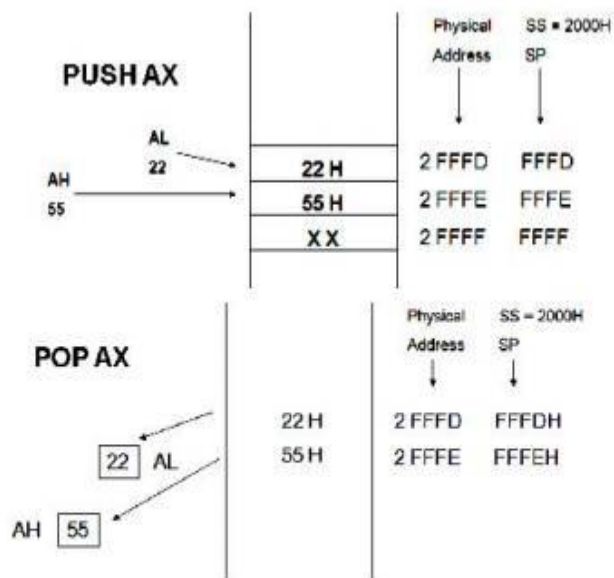 Physical SS = 2000H
Address SP
PUSH AX
AL
22
AH
55
22 H 2 FFFD FFFD
55 H 2 FFFE FFFE
X X 2 FFFF FFFF
Physical SS = 2000H
Address SP
POP AX
22 H 2 FFFD FFFDH
55 H 2 FFFE FFFEH
22 AL
AH 55